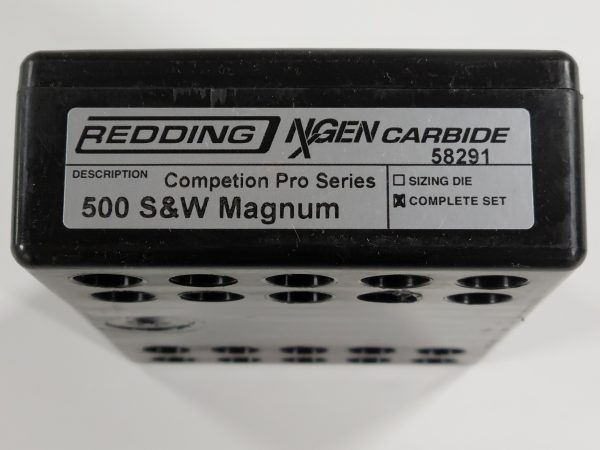 REDDING NXGEN CARBIDE
58291
DESCRIPTION Competion Pro Series
500 S&W Magnum
SIZING DIE
COMPLETE SET